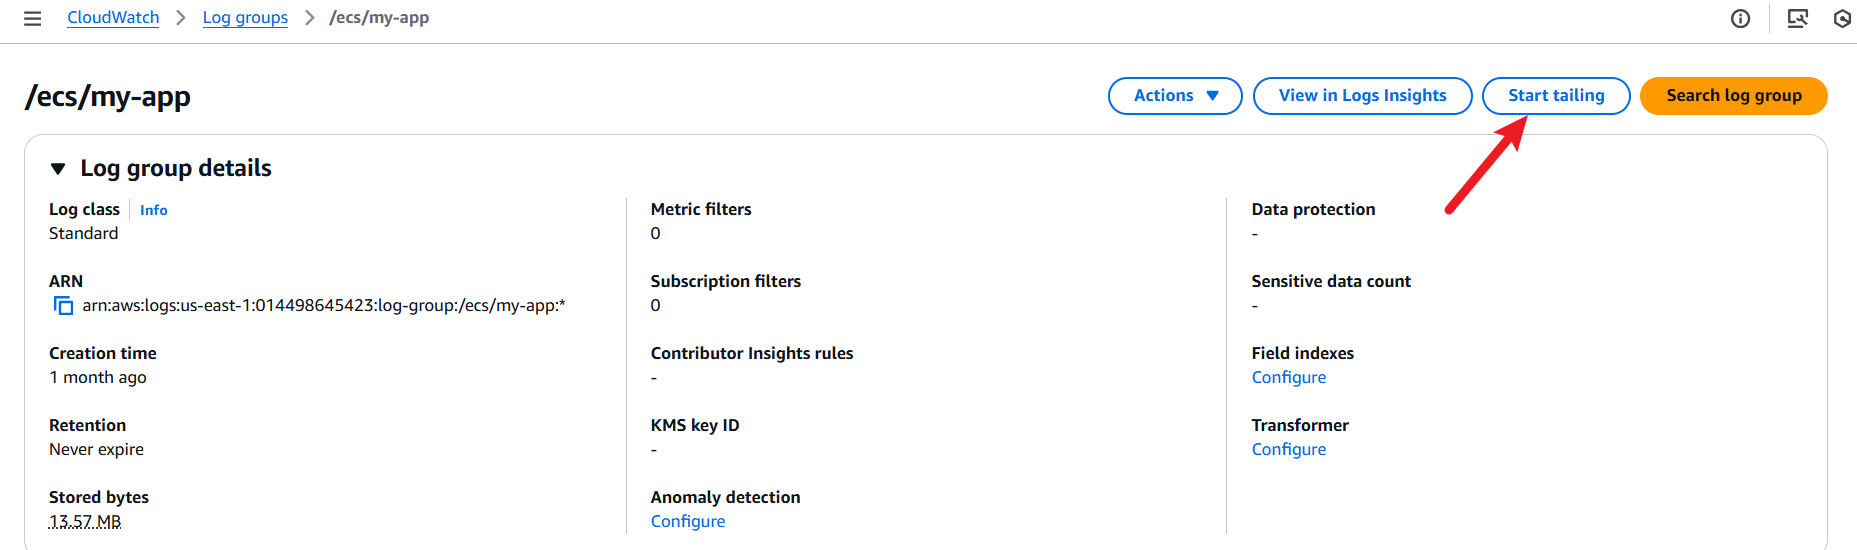 CloudWatch > Log groups > /ecs/my-app
/ecs/my-app
Actions
View in Logs Insights
Start tailing
Search log group
Log group details
Log class
Info
Standard
ARN
arn:aws:logs:us-east-1:014498645423:log-group:/ecs/my-app:*
Creation time
1 month ago
Retention
Never expire
Stored bytes
13.57 MB
Metric filters
0
Subscription filters
0
Contributor Insights rules
-
KMS key ID
-
Anomaly detection
Configure
Data protection
-
Sensitive data count
-
Field indexes
Configure
Transformer
Configure